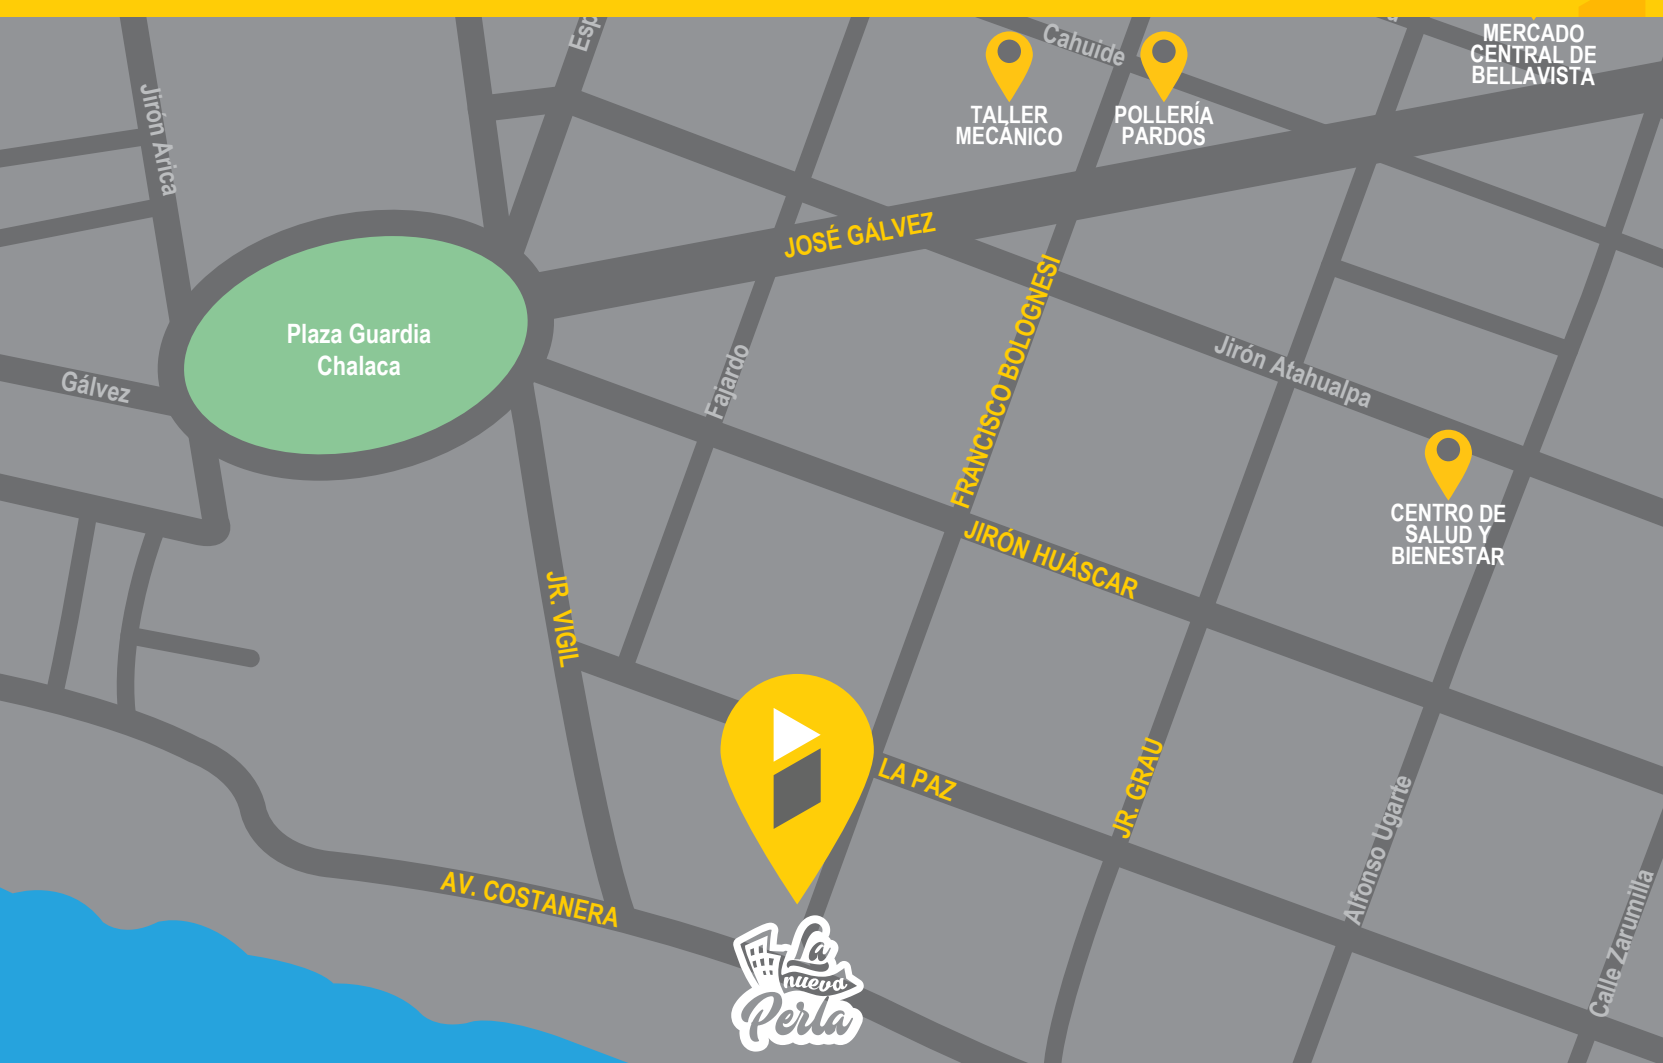 MERCADO
CENTRAL DE
BELLAVISTA
Esp
Cahuide
TALLER
MECÁNICO
POLLERÍA
PARDOS
Jirón Arica
JOSÉ GÁLVEZ
Plaza Guardia
Chalaca
Gálvez
Fajardo
FRANCISCO BOLOGNESI
Jirón Atahualpa
CENTRO DE
SALUD Y
BIENESTAR
JIRÓN HUÁSCAR
JR. VIGIL
LA PAZ
JR. GRAU
Alfonso Ugarte
Calle Zarumilla
AV. COSTANERA
La
nueva
Perla